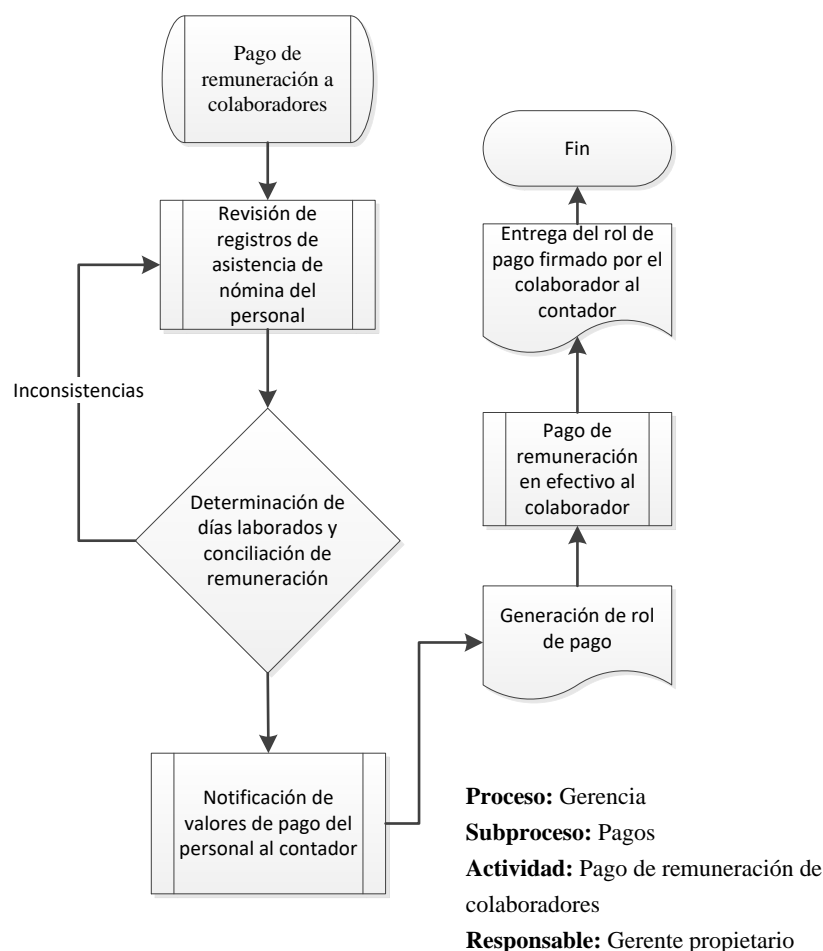 Pago de
remuneración a
colaboradores
Revisión de
registros de
asistencia de
nómina del
personal
Inconsistencias
Determinación de
días laborados y
conciliación de
remuneración
Notificación de
valores de pago del
personal al contador
Generación de rol
de pago
Pago de
remuneración
en efectivo al
colaborador
Entrega del rol de
pago firmado por el
colaborador al
contador
Fin
Proceso: Gerencia
Subproceso: Pagos
Actividad: Pago de remuneración de
colaboradores
Responsable: Gerente propietario